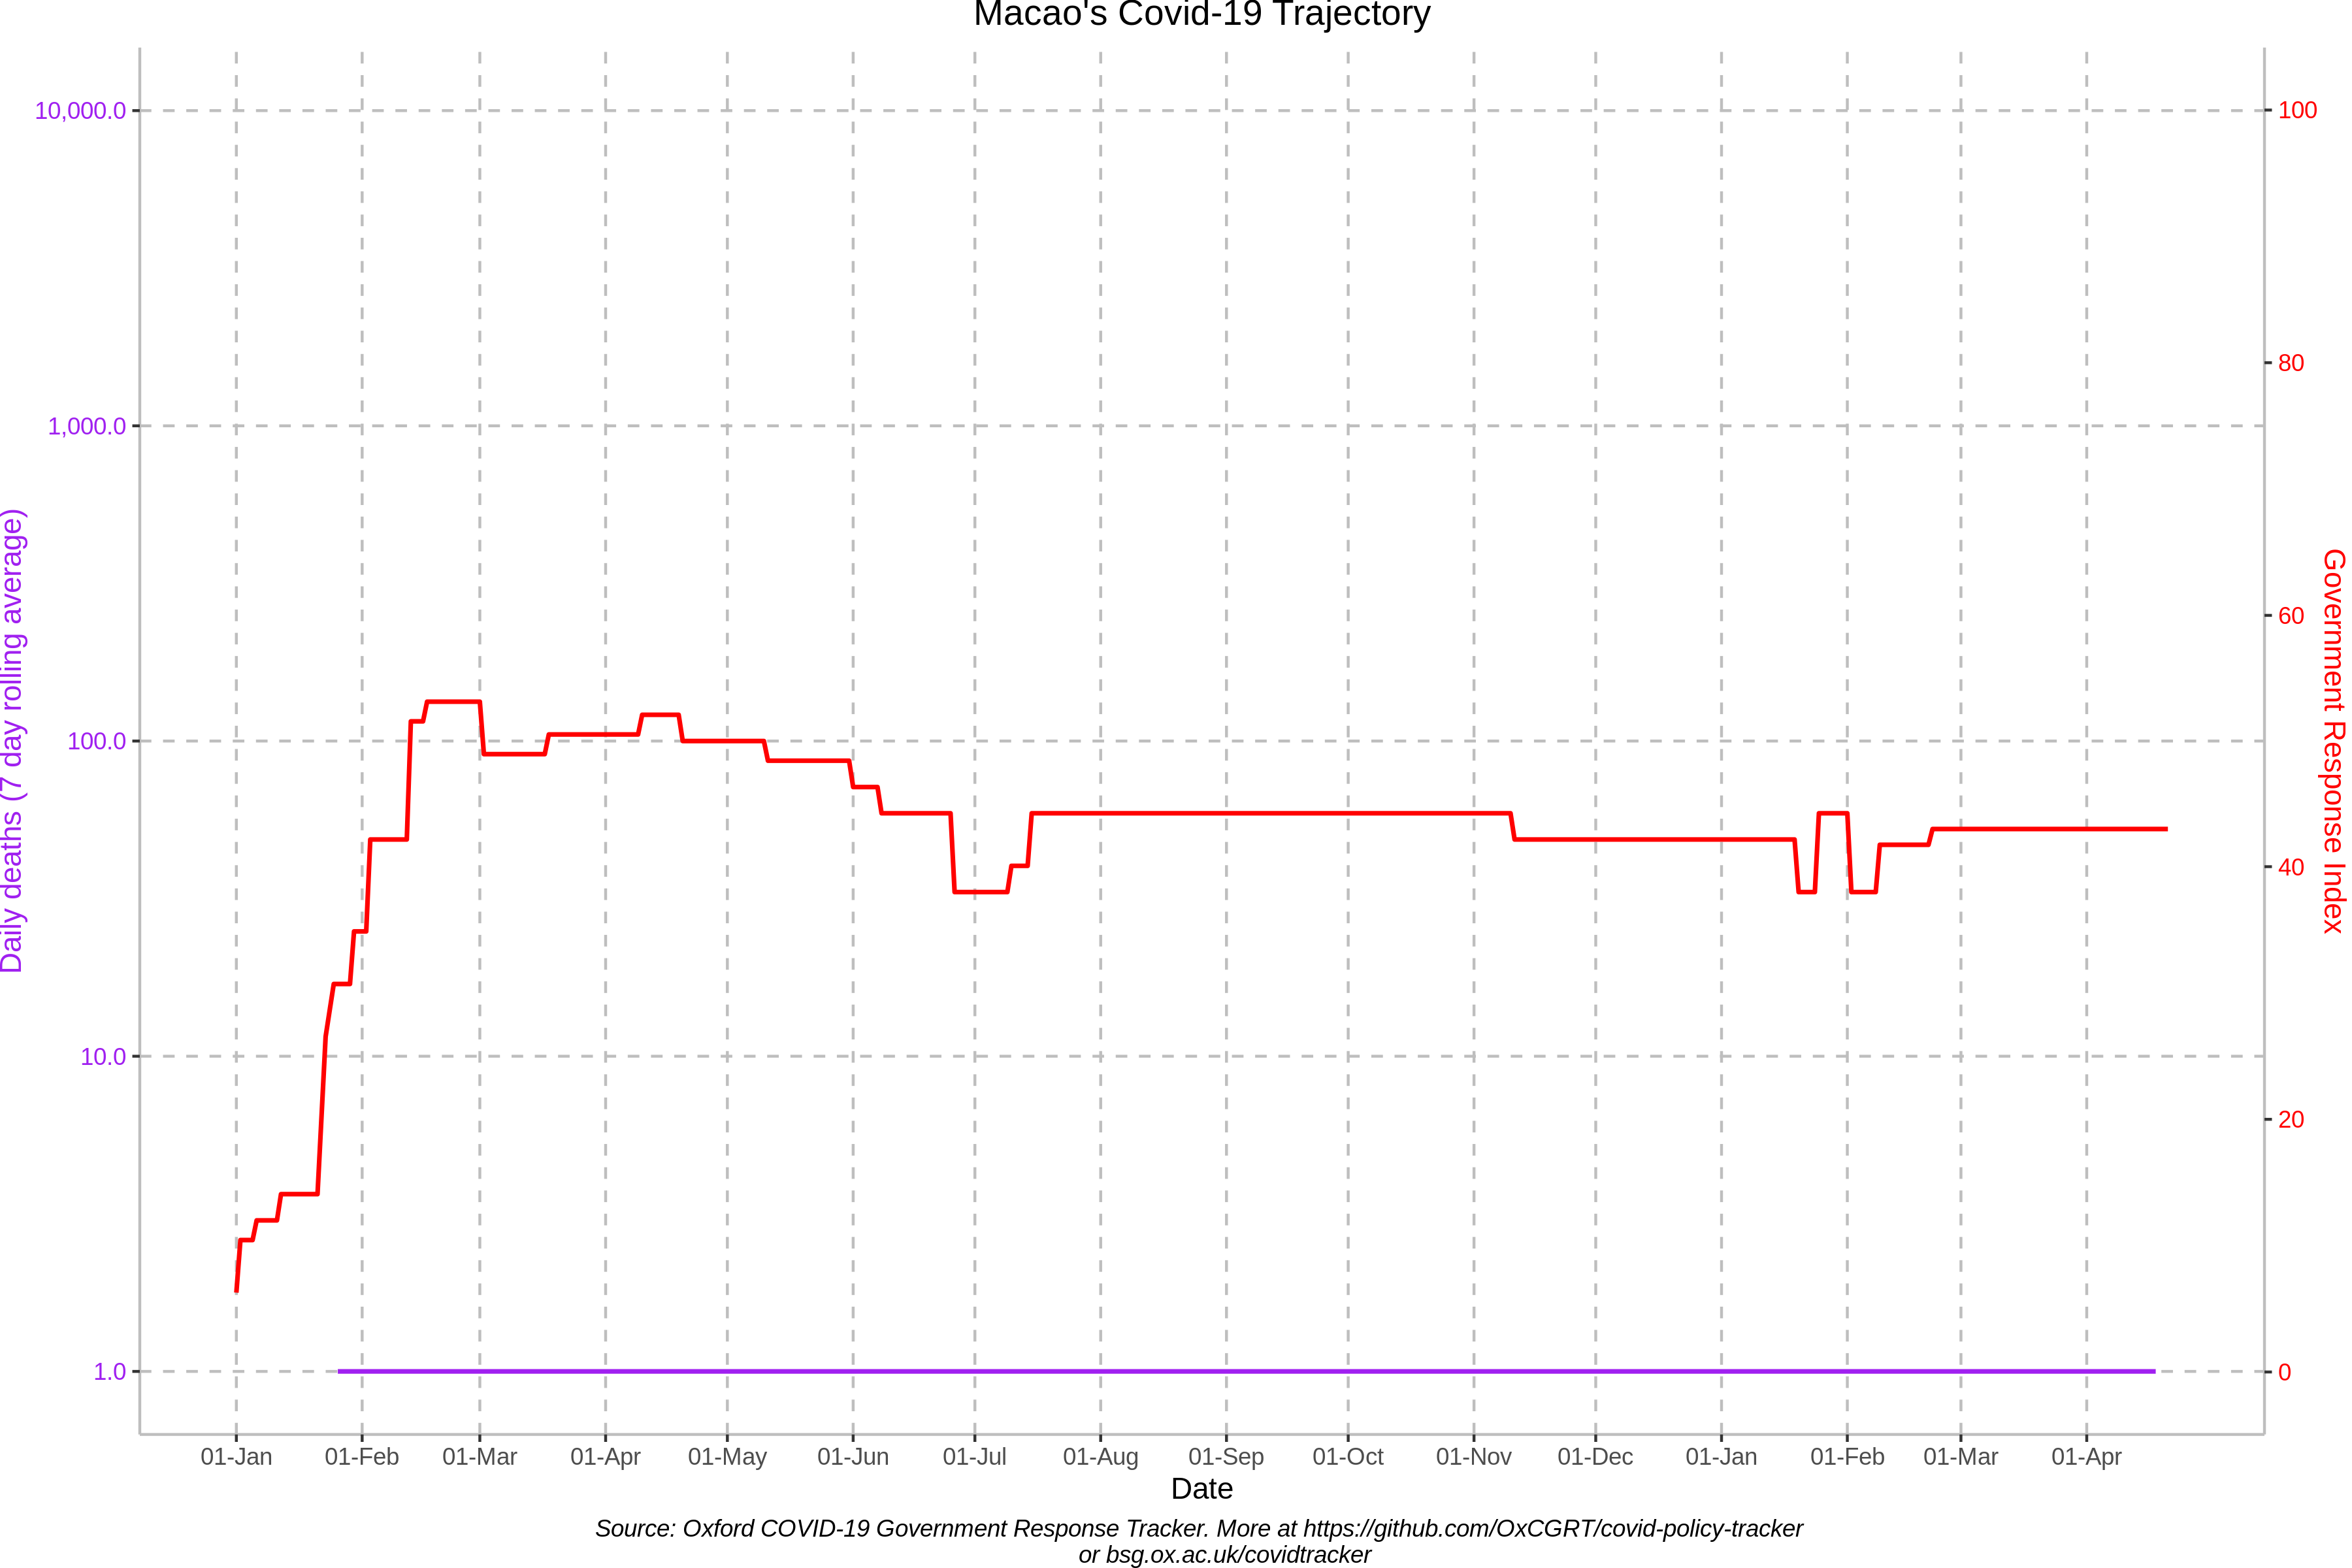 Macao's Covid-19 Trajectory
10,000.0
1,000.0
100.0
10.0
1.0
Daily deaths (7 day rolling average)
100
80
60
40
20
0
Government Response Index
01-Jan 01-Feb 01-Mar 01-Apr 01-May 01-Jun 01-Jul 01-Aug 01-Sep 01-Oct 01-Nov 01-Dec 01-Jan 01-Feb 01-Mar 01-Apr
Date
Source: Oxford COVID-19 Government Response Tracker. More at https://github.com/OxCGRT/covid-policy-tracker
or bsg.ox.ac.uk/covidtracker